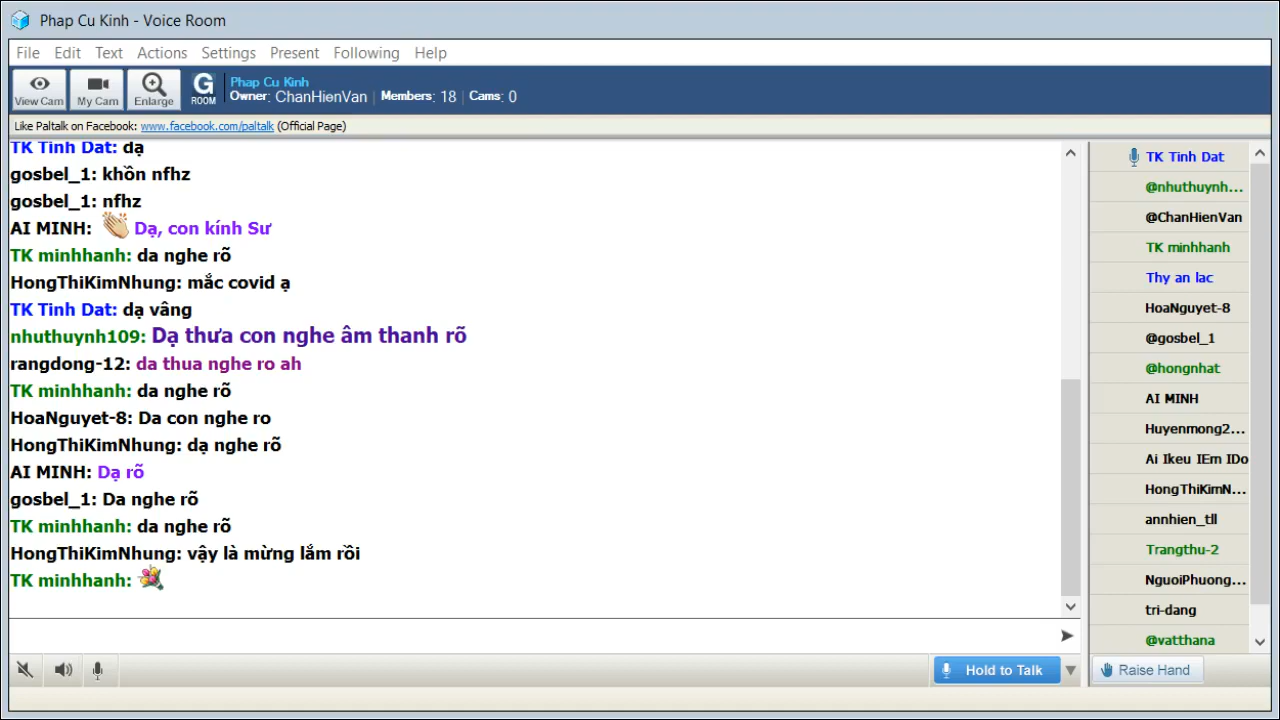 Phap Cu Kinh - Voice Room
File Edit Text Actions Settings Present Following Help
View Cam
My Cam
Enlarge
G ROOM
Phap Cu Kinh
Owner: ChanHienVan | Members: 18 | Cams: 0
Like Paltalk on Facebook: www.facebook.com/paltalk (Official Page)
TK Tinh Dat: dạ
gosbel_1: khồn nfhz
gosbel_1: nfhz
AI MINH: Dạ, con kính Sư
TK minhhanh: da nghe rõ
HongThiKimNhung: mắc covid ạ
TK Tinh Dat: dạ vâng
nhuthuynh109: Dạ thưa con nghe âm thanh rõ
rangdong-12: da thua nghe ro ah
TK minhhanh: da nghe rõ
HoaNguyet-8: Da con nghe ro
HongThiKimNhung: dạ nghe rõ
AI MINH: Dạ rõ
gosbel_1: Da nghe rõ
TK minhhanh: da nghe rõ
HongThiKimNhung: vậy là mừng lắm rồi
TK minhhanh:
TK Tinh Dat
@nhuthuynh...
@ChanHienVan
TK minhhanh
Thy an lac
HoaNguyet-8
@gosbel_1
@hongnhat
AI MINH
Huyenmong2...
Ai Ikeu IEm IDo
HongThiKimN...
annhien_tll
Trangthu-2
NguoiPhuong...
tri-dang
@vatthana
Hold to Talk
Raise Hand